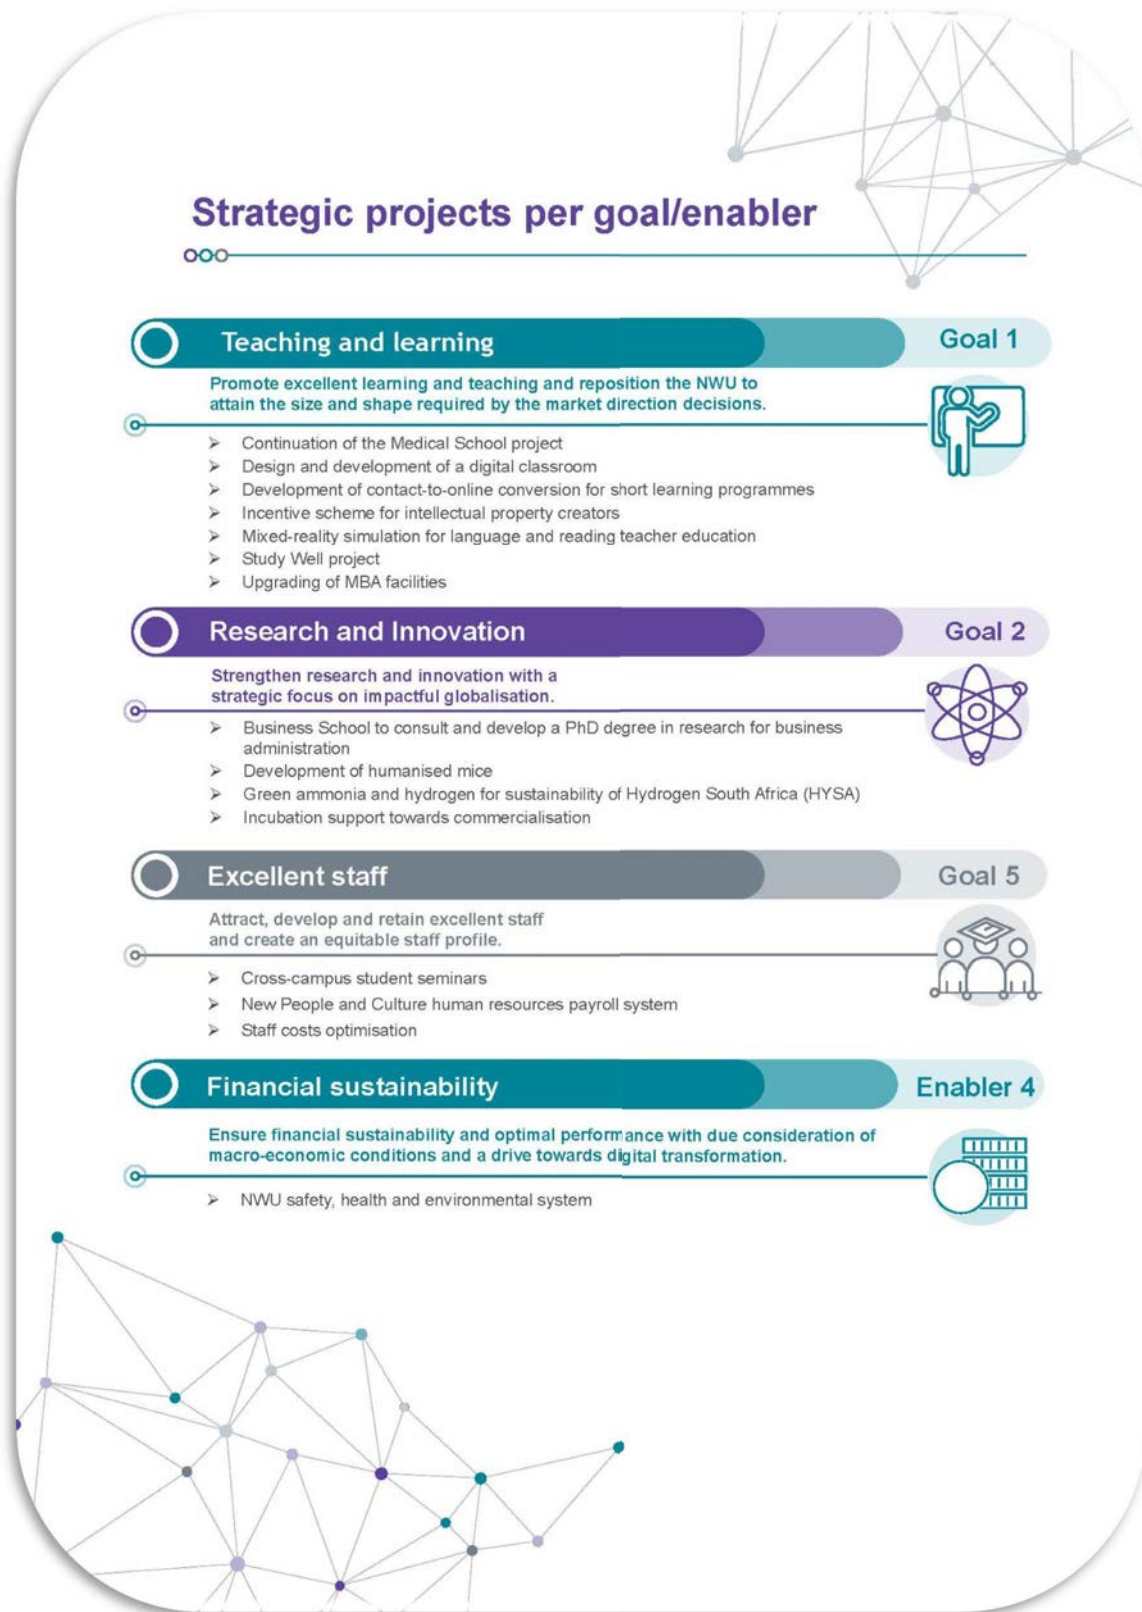 Strategic projects per goal/enabler
Teaching and learning
Goal 1
Promote excellent learning and teaching and reposition the NWU to
attain the size and shape required by the market direction decisions.
➢ Continuation of the Medical School project
➢ Design and development of a digital classroom
➢ Development of contact-to-online conversion for short learning programmes
➢ Incentive scheme for intellectual property creators
➢ Mixed-reality simulation for language and reading teacher education
➢ Study Well project
➢ Upgrading of MBA facilities
Research and Innovation
Goal 2
Strengthen research and innovation with a
strategic focus on impactful globalisation.
➢ Business School to consult and develop a PhD degree in research for business
administration
➢ Development of humanised mice
➢ Green ammonia and hydrogen for sustainability of Hydrogen South Africa (HYSA)
➢ Incubation support towards commercialisation
Excellent staff
Goal 5
Attract, develop and retain excellent staff
and create an equitable staff profile.
➢ Cross-campus student seminars
➢ New People and Culture human resources payroll system
➢ Staff costs optimisation
Financial sustainability
Enabler 4
Ensure financial sustainability and optimal performance with due consideration of
macro-economic conditions and a drive towards digital transformation.
➢ NWU safety, health and environmental system